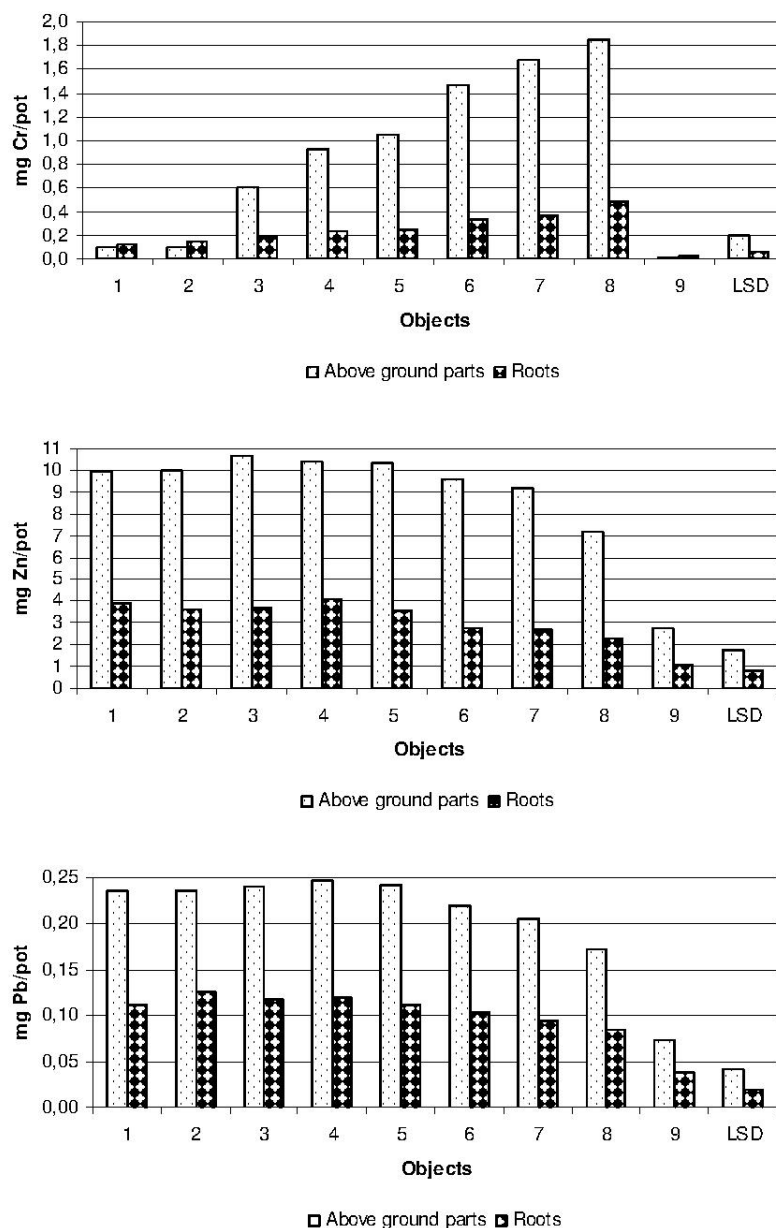 mg Cr/pot
2,0
1,8
1,6
1,4
1,2
1,0
0,8
0,6
0,4
0,2
0,0
1 2 3 4 5 6 7 8 9 LSD
Objects
Above ground parts Roots
mg Zn/pot
11
10
9
8
7
6
5
4
3
2
1
0
1 2 3 4 5 6 7 8 9 LSD
Objects
Above ground parts Roots
mg Pb/pot
0,25
0,20
0,15
0,10
0,05
0,00
1 2 3 4 5 6 7 8 9 LSD
Objects
Above ground parts Roots